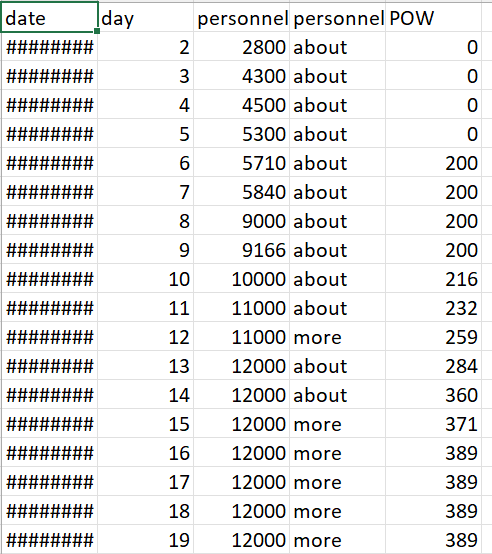 date day personnel personnel POW
######## 2 2800 about 0
######## 3 4300 about 0
######## 4 4500 about 0
######## 5 5300 about 0
######## 6 5710 about 200
######## 7 5840 about 200
######## 8 9000 about 200
######## 9 9166 about 200
######## 10 10000 about 216
######## 11 11000 about 232
######## 12 11000 more 259
######## 13 12000 about 284
######## 14 12000 about 360
######## 15 12000 more 371
######## 16 12000 more 389
######## 17 12000 more 389
######## 18 12000 more 389
######## 19 12000 more 389